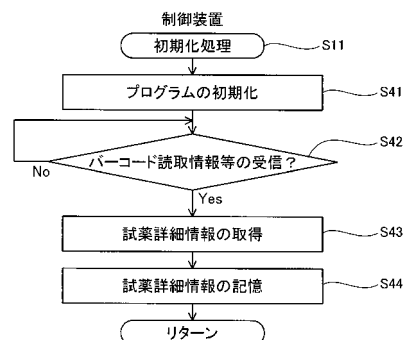 制御装置
初期化処理 S11
プログラムの初期化 S41
バーコード読取情報等の受信？ S42
No
Yes
試薬詳細情報の取得 S43
試薬詳細情報の記憶 S44
リターン